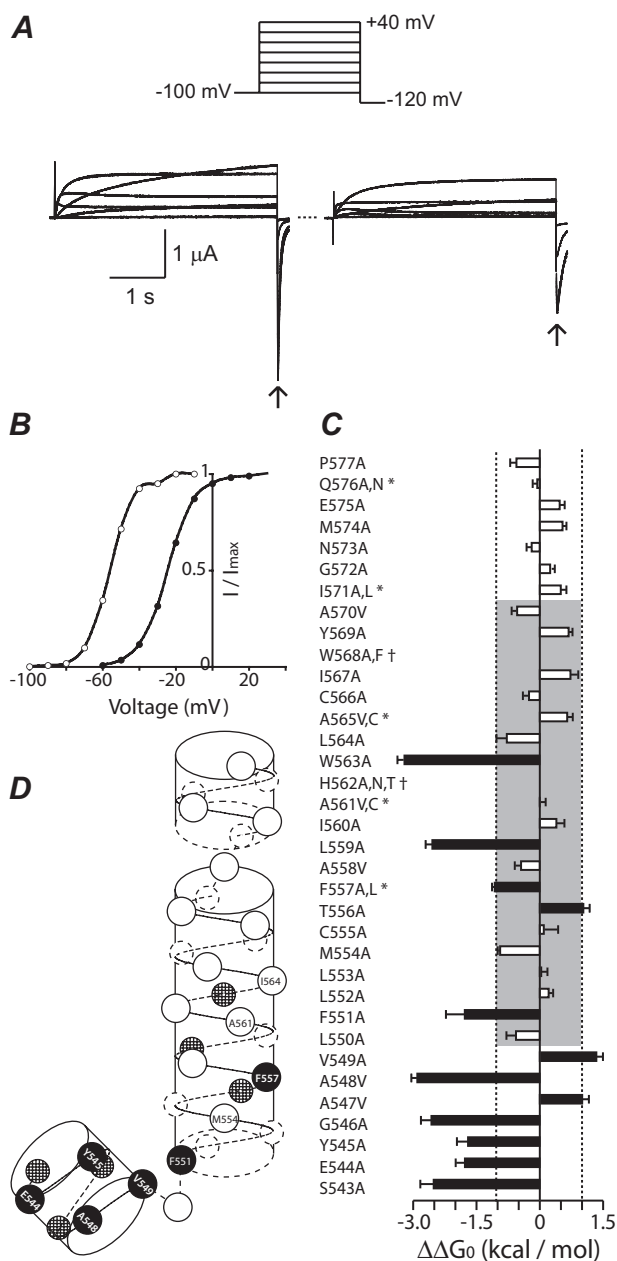 A
+40 mV
-100 mV
-120 mV
1 μA
1 s
B
1
0.5
0
I / Imax
-100
-60
-20
20
Voltage (mV)
C
P577A
Q576A,N *
E575A
M574A
N573A
G572A
I571A,L *
A570V
Y569A
W568A,F †
I567A
C566A
A565V,C *
L564A
W563A
H562A,N,T †
A561V,C *
I560A
L559A
A558V
F557A,L *
T556A
C555A
M554A
L553A
L552A
F551A
L550A
V549A
A548V
A547V
G546A
Y545A
E544A
S543A
-3.0
-1.5
0
1.5
ΔΔG0 (kcal / mol)
D
I564
A561
F557
M554
F551
V549
Y545
E544
A548